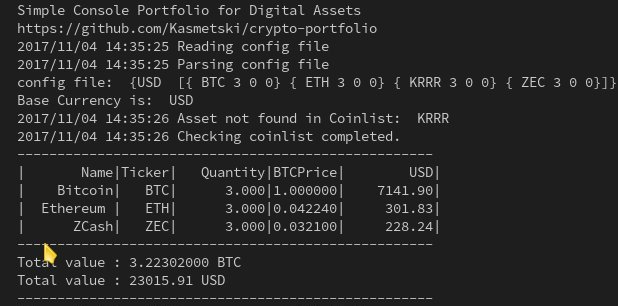 Simple Console Portfolio for Digital Assets
https://github.com/Kasmetski/crypto-portfolio
2017/11/04 14:35:25 Reading config file
2017/11/04 14:35:25 Parsing config file
config file:  {USD  [{ BTC 3 0 0} { ETH 3 0 0} { KRRR 3 0 0} { ZEC 3 0 0}]}
Base Currency is:  USD
2017/11/04 14:35:26 Asset not found in Coinlist:  KRRR
2017/11/04 14:35:26 Checking coinlist completed.
---------------------------------------------------
|       Name|Ticker|   Quantity|BTCPrice|       USD|
|    Bitcoin|   BTC|      3.000|1.000000|   7141.90|
|  Ethereum |   ETH|      3.000|0.042240|    301.83|
|      ZCash|   ZEC|      3.000|0.032100|    228.24|
---------------------------------------------------
Total value : 3.22302000 BTC
Total value : 23015.91 USD
---------------------------------------------------